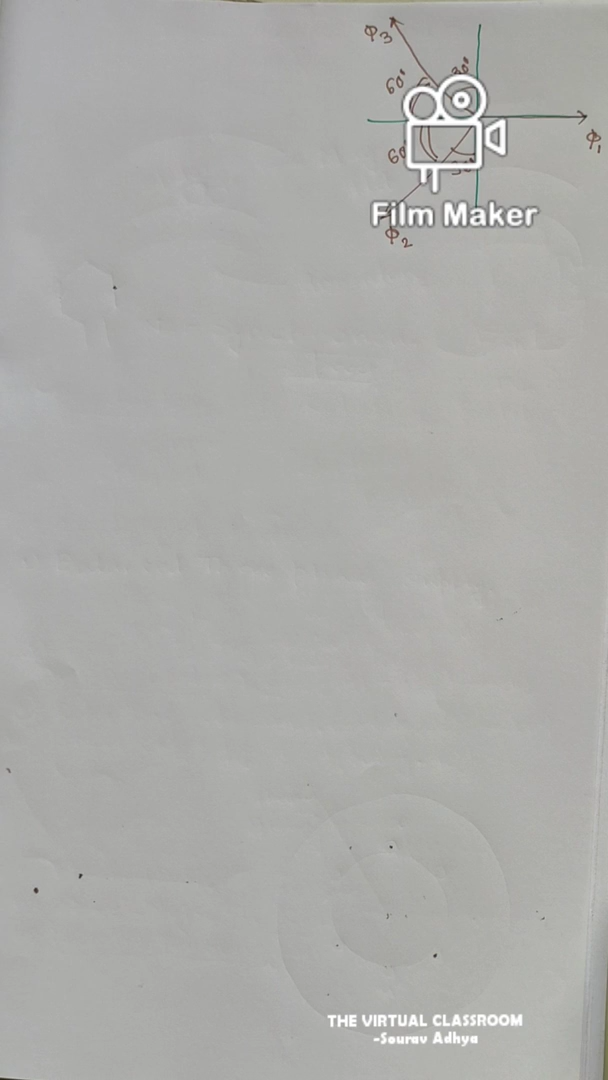 Φ3
60°
30°
Φ1
60
30°
Film Maker
Φ2
THE VIRTUAL CLASSROOM
-Sourav Adhya